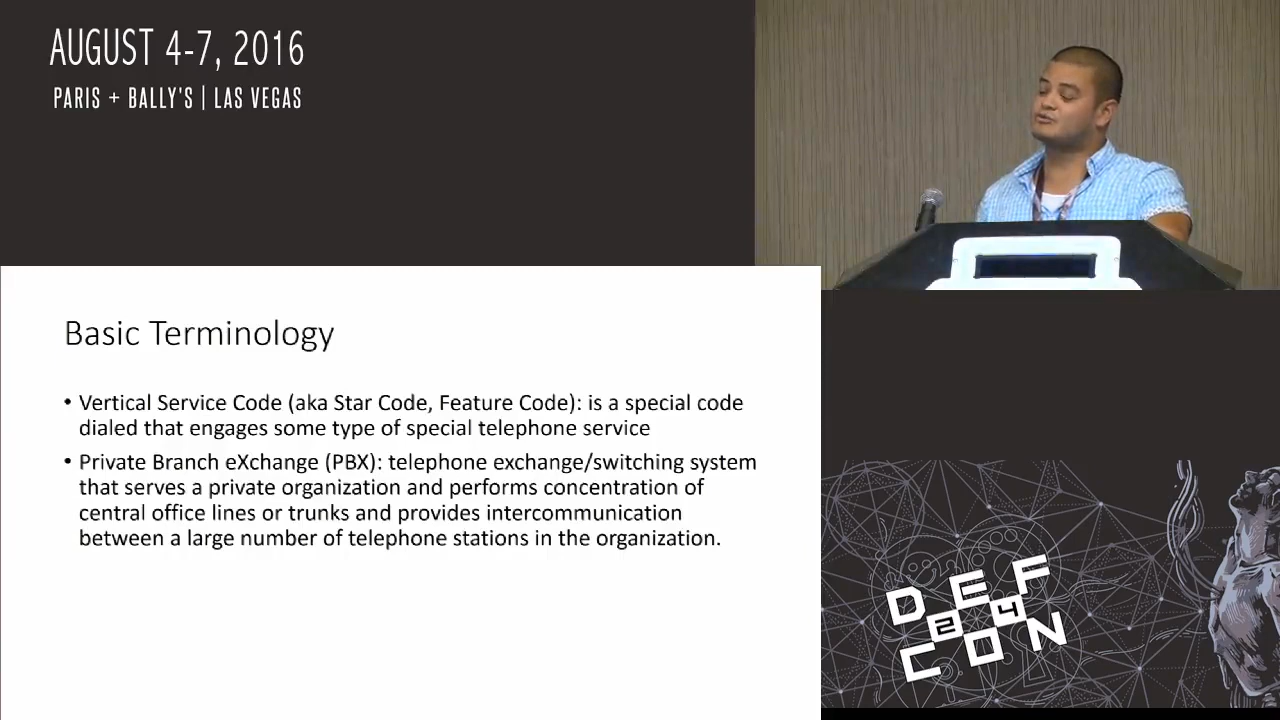 AUGUST 4-7, 2016
PARIS + BALLY'S | LAS VEGAS
Basic Terminology
• Vertical Service Code (aka Star Code, Feature Code): is a special code
dialed that engages some type of special telephone service
• Private Branch eXchange (PBX): telephone exchange/switching system
that serves a private organization and performs concentration of
central office lines or trunks and provides intercommunication
between a large number of telephone stations in the organization.
DEF
24
CON